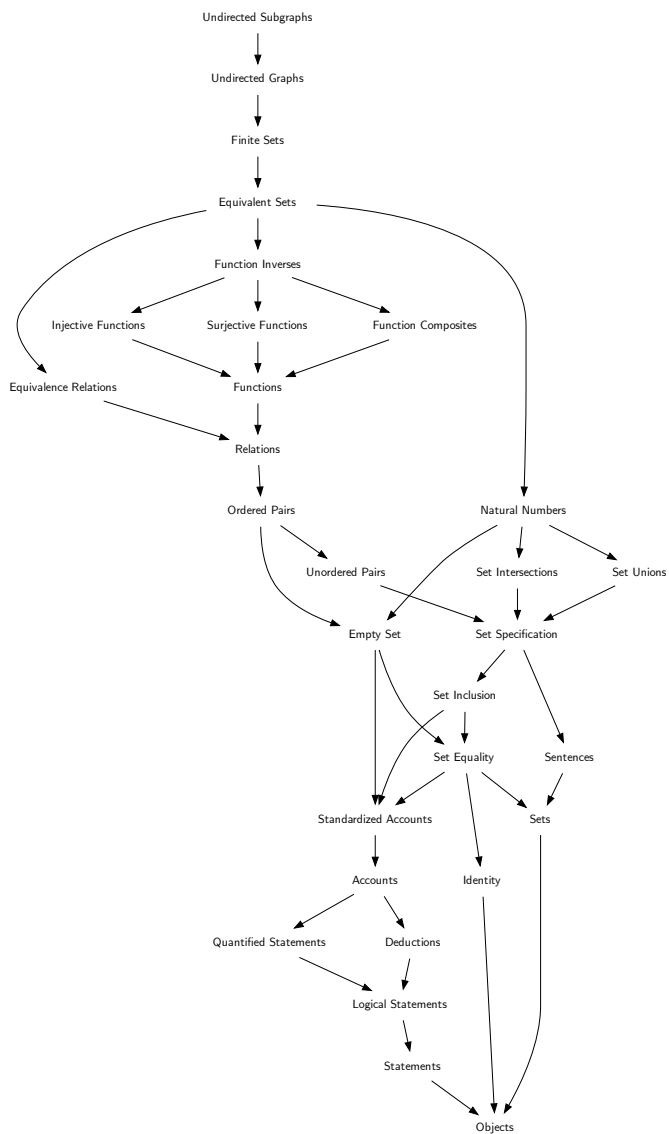 Undirected Subgraphs
Undirected Graphs
Finite Sets
Equivalent Sets
Function Inverses
Injective Functions
Surjective Functions
Function Composites
Equivalence Relations
Functions
Relations
Ordered Pairs
Natural Numbers
Unordered Pairs
Set Intersections
Set Unions
Empty Set
Set Specification
Set Inclusion
Set Equality
Sentences
Standardized Accounts
Sets
Accounts
Identity
Quantified Statements
Deductions
Logical Statements
Statements
Objects